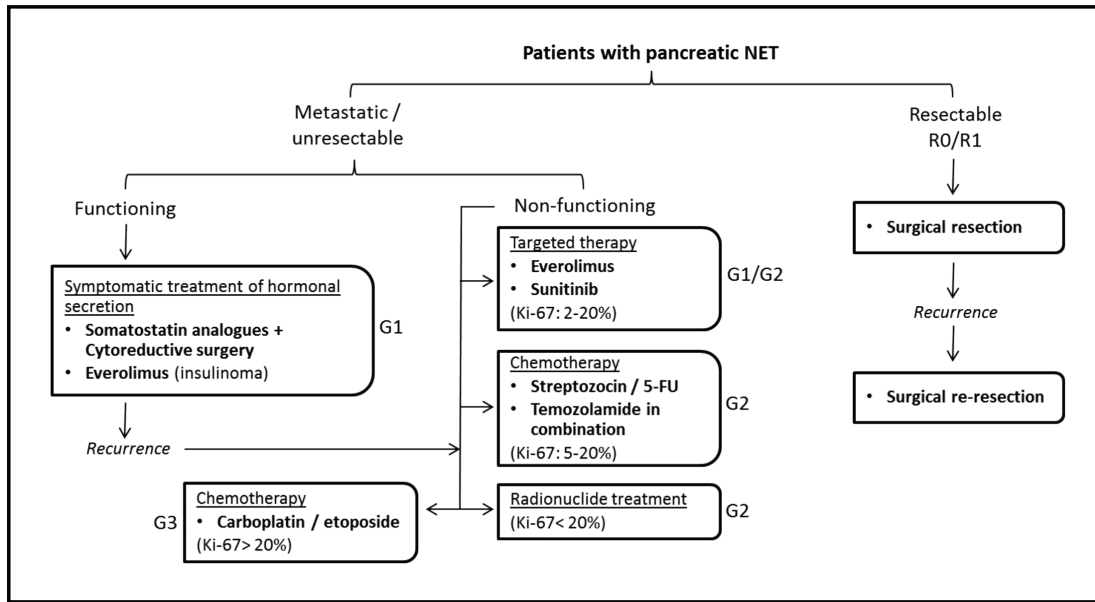 Patients with pancreatic NET
Metastatic /
unresectable
Resectable
R0/R1
Functioning
Non-functioning
Symptomatic treatment of hormonal
secretion
• Somatostatin analogues +
Cytoreductive surgery
• Everolimus (insulinoma)
G1
Recurrence
Targeted therapy
• Everolimus
• Sunitinib
(Ki-67: 2-20%)
G1/G2
Chemotherapy
• Streptozocin / 5-FU
• Temozolamide in
combination
(Ki-67: 5-20%)
G2
Radionuclide treatment
(Ki-67< 20%)
G2
G3
Chemotherapy
• Carboplatin / etoposide
(Ki-67> 20%)
• Surgical resection
Recurrence
• Surgical re-resection